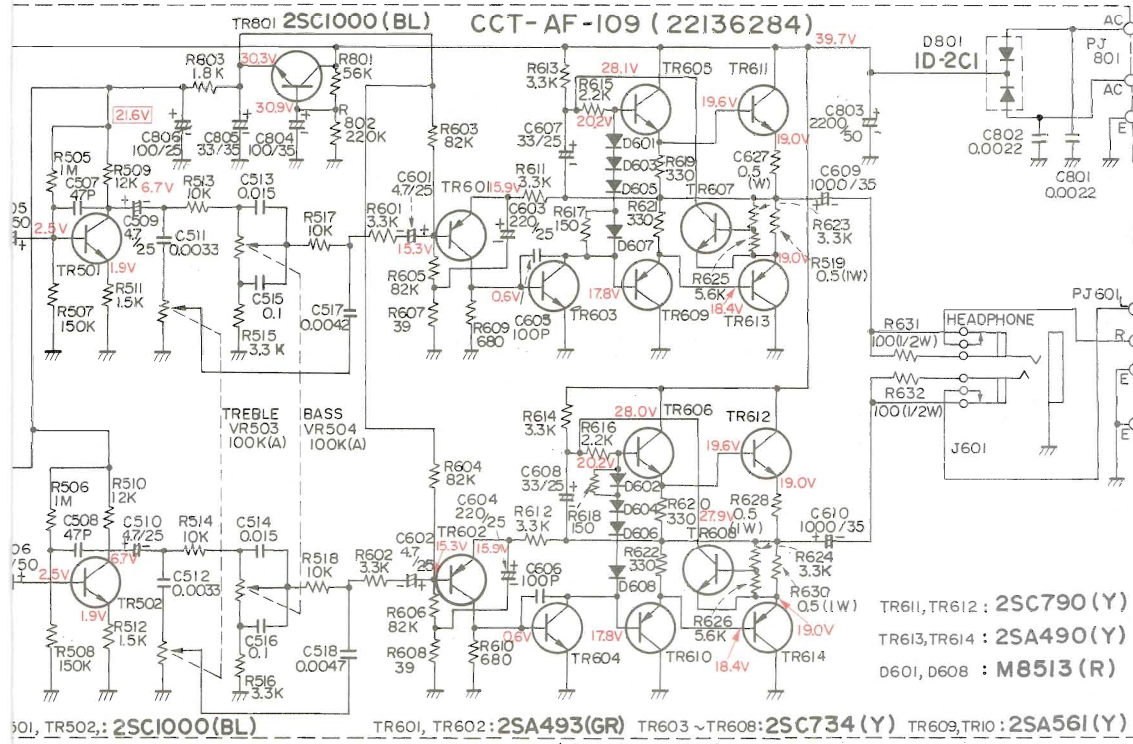 TR801 2SC1000(BL)
CCT-AF-109 (22136284)
39.7V
AC
PJ
801
AC
E
D801
1D-2C1
C802
0.0022
C801
0.0022
R803
1.8K
30.3V
R801
56K
30.9V
R
802
220K
21.6V
C806
100/25
C805
33/35
C804
100/35
R505
1M
C507
47P
R509
12K
6.7V
C509
4.7
/25
R513
10K
C513
0.015
2.5V
TR501
1.9V
C511
0.0033
R511
1.5K
R507
150K
C515
0.1
R515
3.3K
R517
10K
C517
0.0042
R603
82K
C601
4.7/25
R601
3.3K
TR601
15.9V
15.3V
R605
82K
R607
39
R609
680
R611
3.3K
C603
220
/25
0.6V
C605
100P
TR603
R613
3.3K
R615
2.2K
20.2V
C607
33/25
28.1V
TR605
D601
D603
D605
R617
150
D607
R619
330
R621
330
17.8V
TR609
19.6V
TR611
19.0V
TR607
C627
0.5
(W)
R625
5.6K
18.4V
19.0V
TR613
C803
2200
/50
C609
1000/35
R623
3.3K
R519
0.5(1W)
PJ601
L
R
E
E
HEADPHONE
R631
100(1/2W)
R632
100(1/2W)
J601
TREBLE
VR503
100K(A)
BASS
VR504
100K(A)
05
50
06
/50
R506
1M
C508
47P
R510
12K
C510
4.7/25
6.7V
2.5V
TR502
1.9V
R512
1.5K
R508
150K
R514
10K
C514
0.015
C512
0.0033
C516
0.1
R516
3.3K
R518
10K
C518
0.0047
R602
3.3K
C602
4.7
/25
R604
82K
TR602
15.3V
C604
220/25
15.9V
R606
82K
R608
39
R610
680
R612
3.3K
C606
100P
0.6V
TR604
R614
3.3K
R616
2.2K
20.2V
C608
33/25
R618
150
28.0V
TR606
D602
D604
D606
D608
R620
330
R622
330
17.8V
TR610
27.9V
TR608
19.6V
TR612
19.0V
R628
0.5
(1W)
R626
5.6K
18.4V
TR614
C610
1000/35
R624
3.3K
R630
0.5(1W)
19.0V
TR611, TR612 : 2SC790(Y)
TR613, TR614 : 2SA490(Y)
D601, D608 : M8513(R)
501, TR502,: 2SC1000(BL)
TR601, TR602 : 2SA493(GR) TR603~TR608: 2SC734(Y) TR609,TR10: 2SA561(Y)